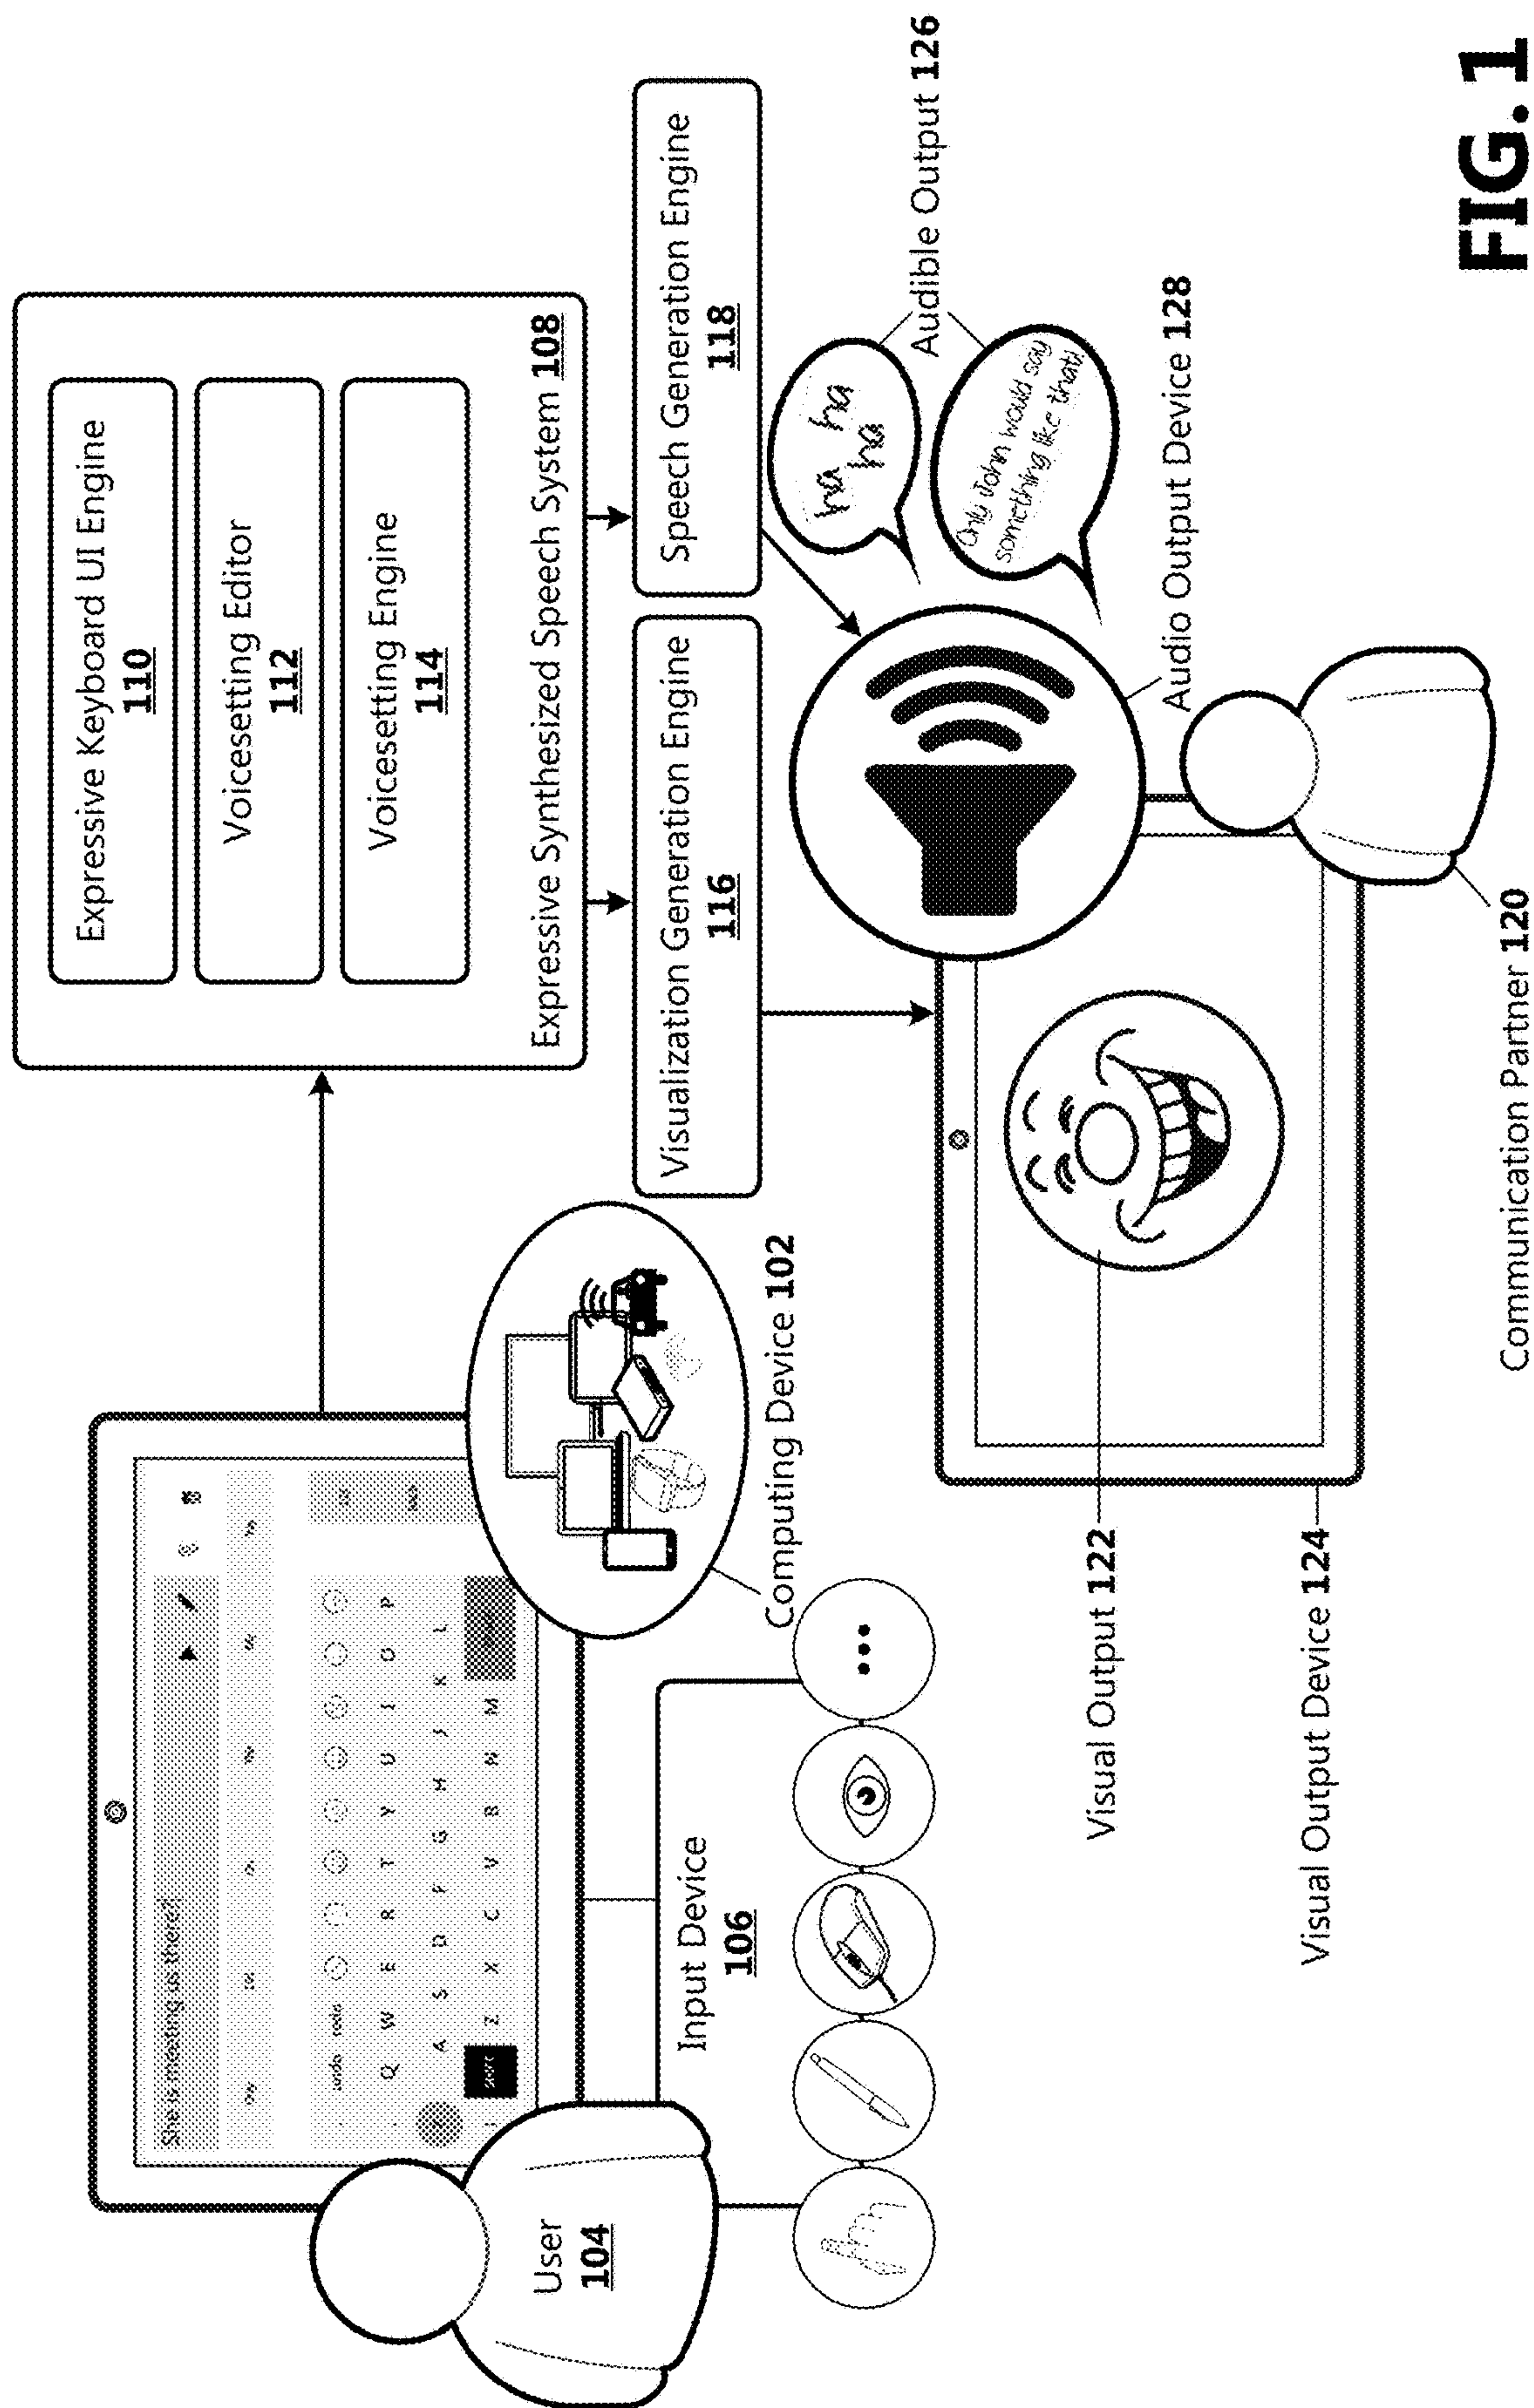 She is meeting us there?
undo redo
Q W E R T Y U I O P
A S D F G H J K L
Z X C V B N M
User
104
Input Device
106
Computing Device 102
Expressive Keyboard UI Engine
110
Voicesetting Editor
112
Voicesetting Engine
114
Expressive Synthesized Speech System 108
Visualization Generation Engine
116
Speech Generation Engine
118
ha ha
ha
Only John would say
something like that!
Audible Output 126
Audio Output Device 128
Visual Output 122
Visual Output Device 124
Communication Partner 120
FIG. 1